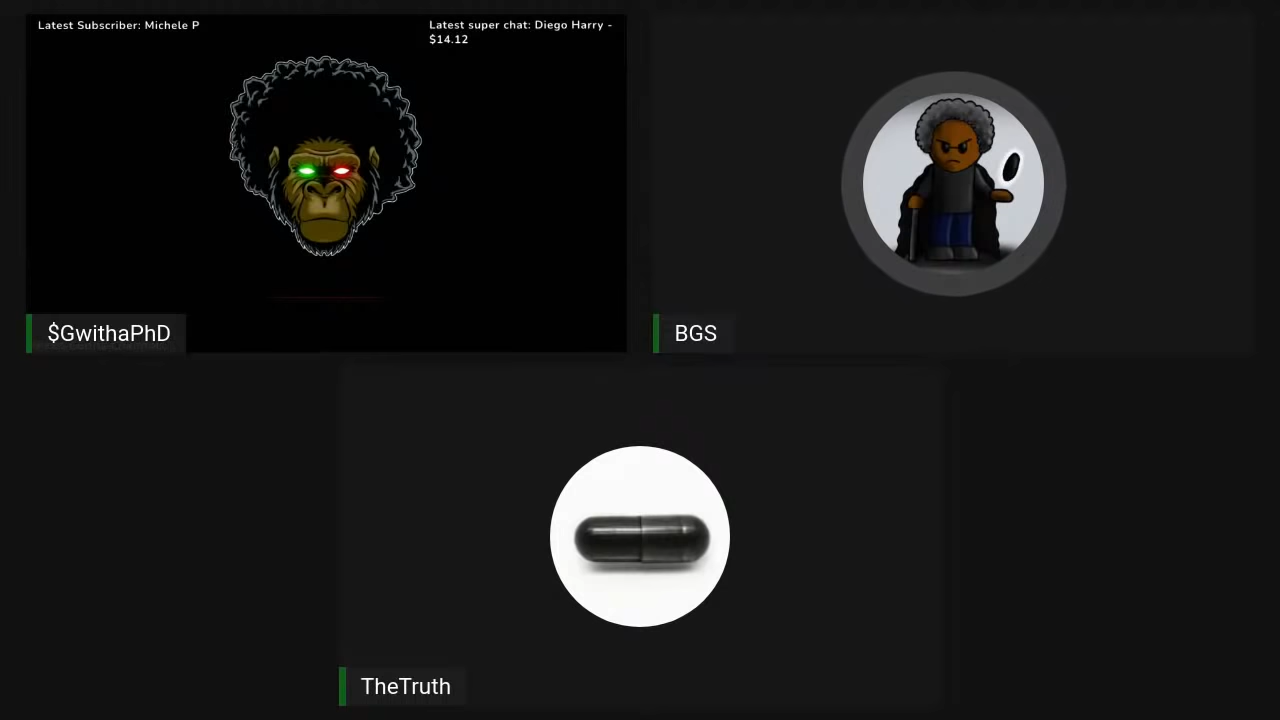 Latest Subscriber: Michele P
Latest super chat: Diego Harry -
$14.12
$GwithaPhD
BGS
TheTruth